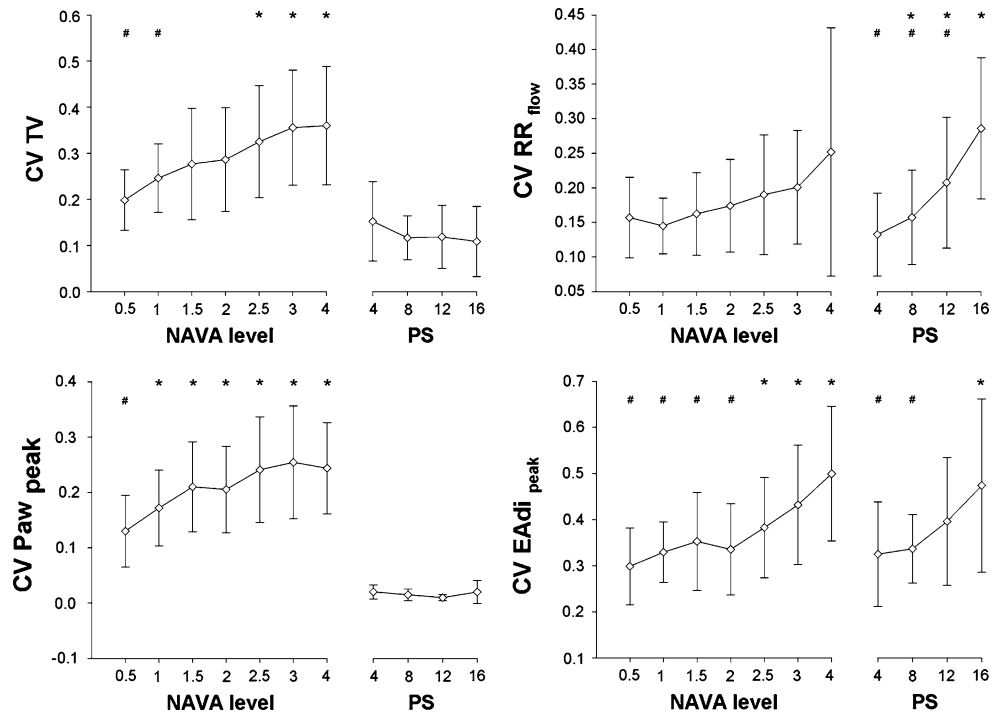 CV TV
0.6
0.5
0.4
0.3
0.2
0.1
0.0
# # * * *
0.5 1 1.5 2 2.5 3 4
NAVA level
4 8 12 16
PS
CV RR flow
0.45
0.40
0.35
0.30
0.25
0.20
0.15
0.10
0.05
* * *
# # #
0.5 1 1.5 2 2.5 3 4
NAVA level
4 8 12 16
PS
CV Paw peak
0.4
0.3
0.2
0.1
0.0
-0.1
* * * * * *
#
0.5 1 1.5 2 2.5 3 4
NAVA level
4 8 12 16
PS
CV EAdi peak
0.7
0.6
0.5
0.4
0.3
0.2
0.1
* * * *
# # # # # #
0.5 1 1.5 2 2.5 3 4
NAVA level
4 8 12 16
PS